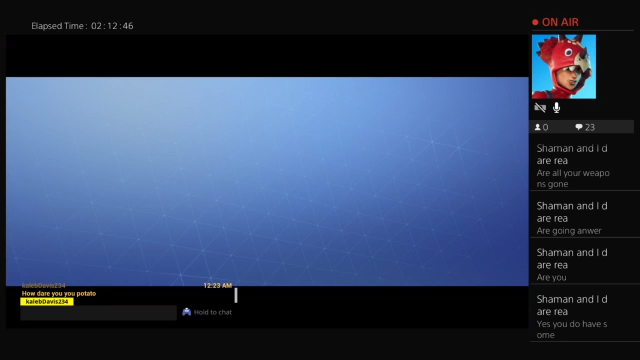 Elapsed Time : 02:12:46
ON AIR
0
23
Shaman and I d
are rea
Are all your weapo
ns gone
Shaman and I d
are rea
Are going anwer
Shaman and I d
are rea
Are you
Shaman and I d
are rea
Yes you do have s
ome
kalebDavis234
12:23 AM
How dare you you potato
kalebDavis234
Hold to chat